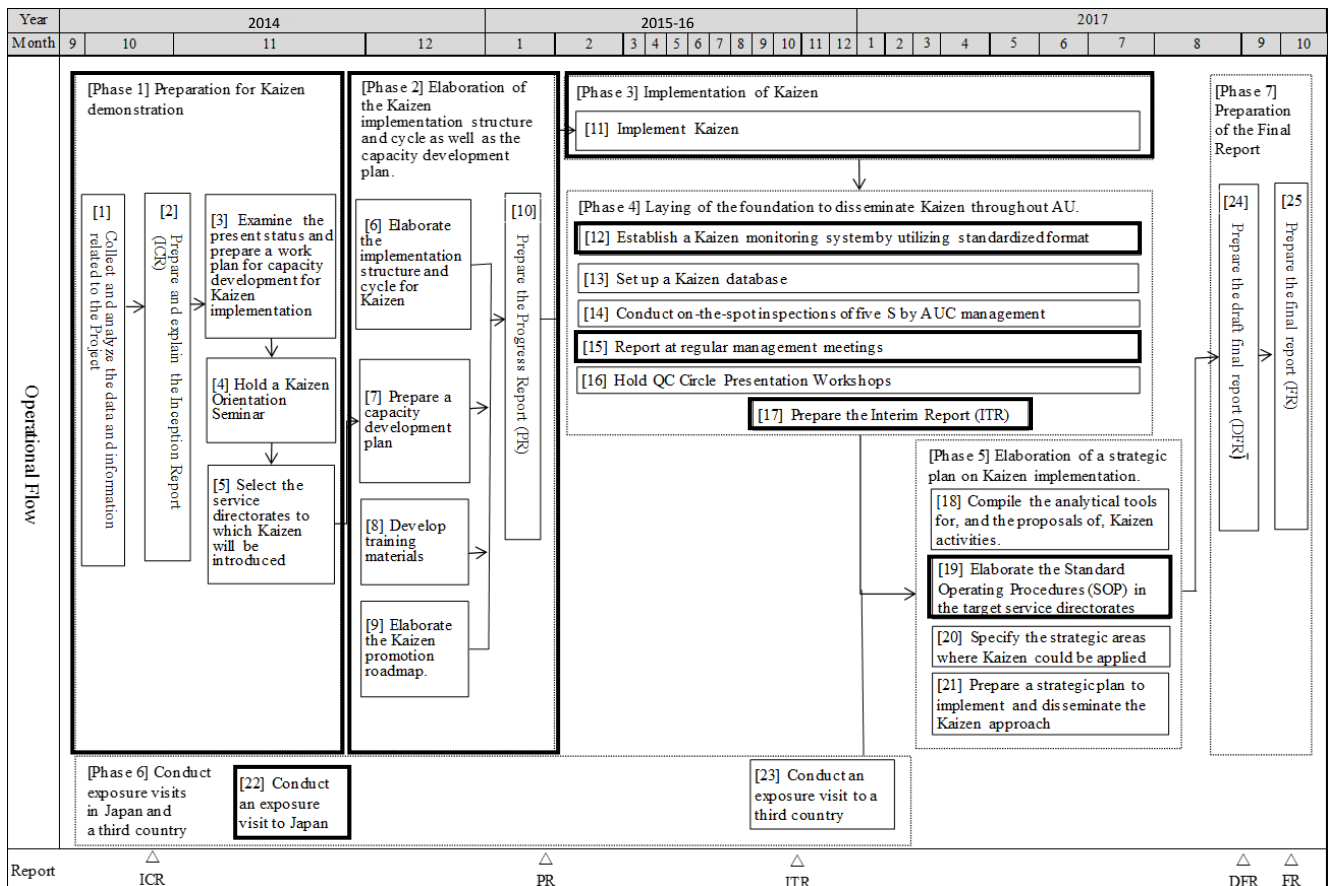 Year 2014 2015-16 2017
Month 9 10 11 12 1 2 3 4 5 6 7 8 9 10 11 12 1 2 3 4 5 6 7 8 9 10
Operational Flow
[Phase 1] Preparation for Kaizen
demonstration
[1]
Collect and analyze the data and information
related to the Project
[2]
Prepare and explain the Inception Report
(ICR)
[3] Examine the
present status and
prepare a work
plan for capacity
development for
Kaizen
implementation
[4] Hold a Kaizen
Orientation
Seminar
[5] Select the
service
directorates to
which Kaizen
will be
introduced
[Phase 2] Elaboration of
the Kaizen
implementation structure
and cycle as well as the
capacity development
plan.
[6] Elaborate
the
implementation
structure and
cycle for
Kaizen
[7] Prepare a
capacity
development
plan
[8] Develop
training
materials
[9] Elaborate
the Kaizen
promotion
roadmap.
[10]
Prepare the Progress Report (PR)
[Phase 3] Implementation of Kaizen
[11] Implement Kaizen
[Phase 4] Laying of the foundation to disseminate Kaizen throughout AU.
[12] Establish a Kaizen monitoring system by utilizing standardized format
[13] Set up a Kaizen database
[14] Conduct on-the-spot inspections of five S by AUC management
[15] Report at regular management meetings
[16] Hold QC Circle Presentation Workshops
[17] Prepare the Interim Report (ITR)
[Phase 5] Elaboration of a strategic
plan on Kaizen implementation.
[18] Compile the analytical tools
for, and the proposals of, Kaizen
activities.
[19] Elaborate the Standard
Operating Procedures (SOP) in
the target service directorates
[20] Specify the strategic areas
where Kaizen could be applied
[21] Prepare a strategic plan to
implement and disseminate the
Kaizen approach
[Phase 6] Conduct
exposure visits
in Japan and
a third country
[22] Conduct
an exposure
visit to Japan
[23] Conduct an
exposure visit to a
third country
[Phase 7]
Preparation
of the Final
Report
[24]
Prepare the draft final report (DFR)
[25
Prepare the final report (FR)
Report
ICR PR ITR DFR FR